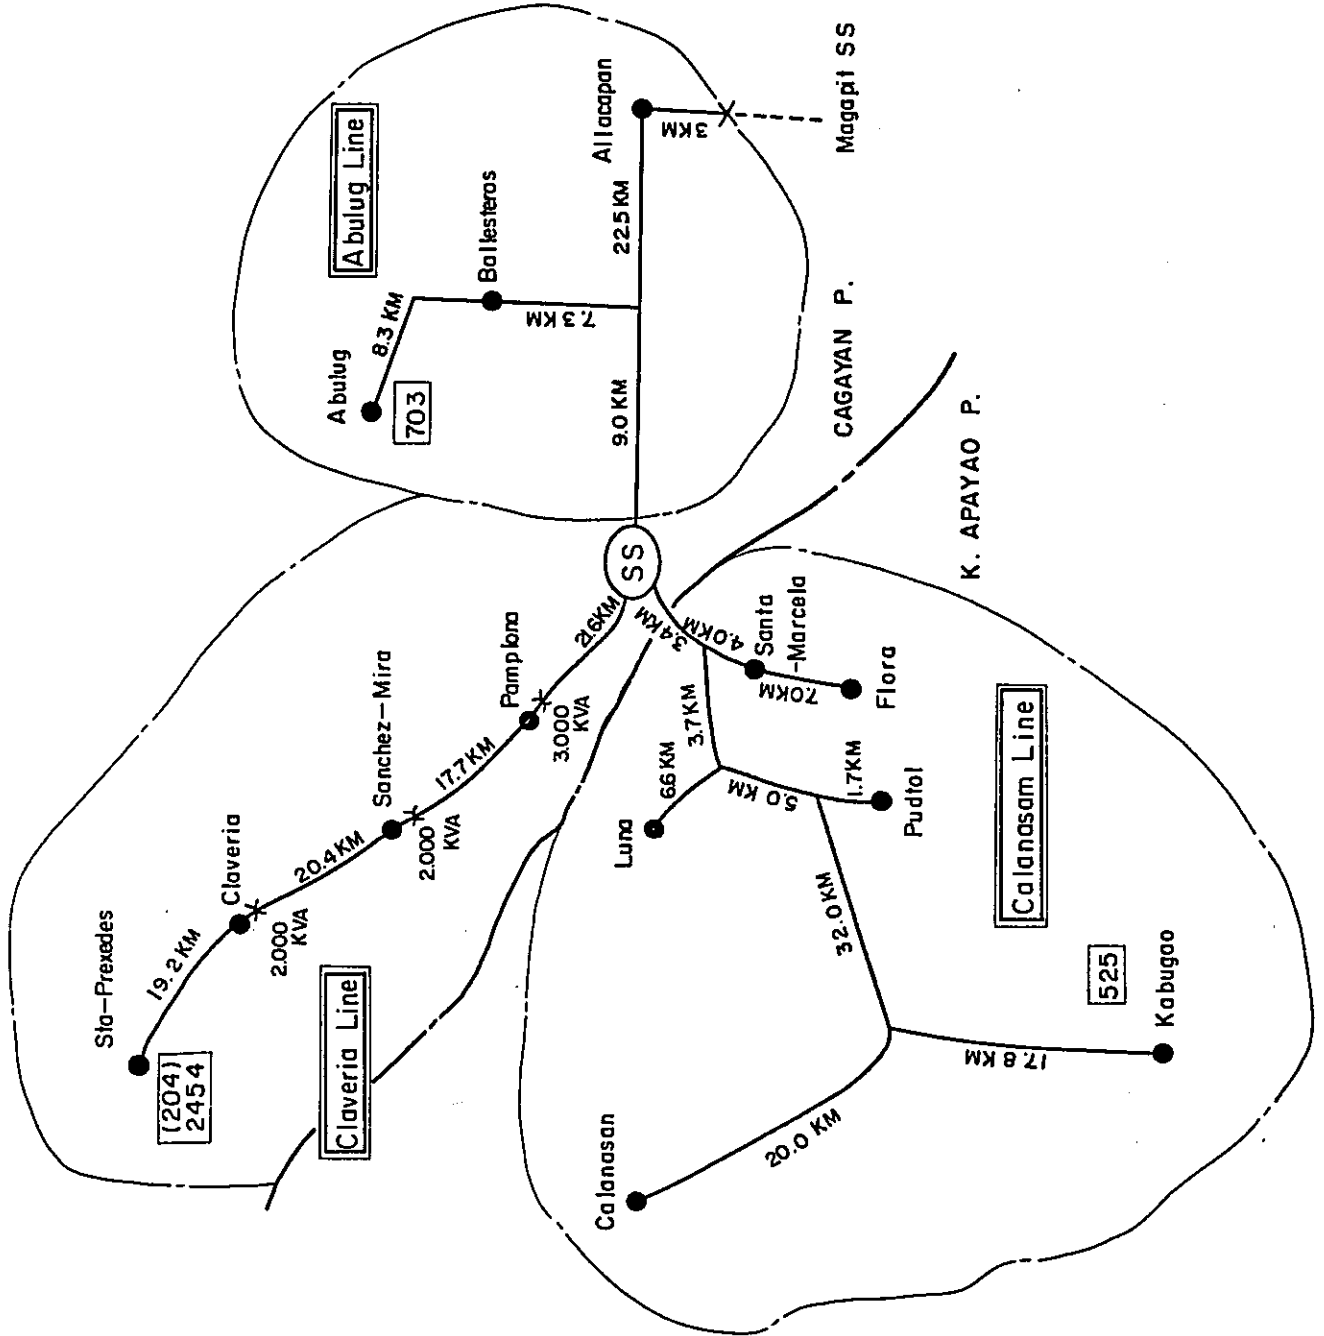 Sta-Prexedes
(204)
2454
19.2 KM
Claveria
2.000
KVA
20.4 KM
Sanchez-Mira
2.000
KVA
17.7 KM
Pamplona
3.000
KVA
21.6 KM
Claveria Line
SS
Abulug Line
Abulug
703
8.3 KM
Ballesteros
7.3 KM
9.0 KM
22.5 KM
Allacapan
3 KM
Magapit SS
CAGAYAN P.
K. APAYAO P.
3.4 KM
4.0 KM
Santa
-Marcela
7.0 KM
Flora
3.7 KM
6.6 KM
Luna
5.0 KM
1.7 KM
Pudtol
32.0 KM
Calanasam Line
20.0 KM
Calanasan
17.8 KM
525
Kabugao